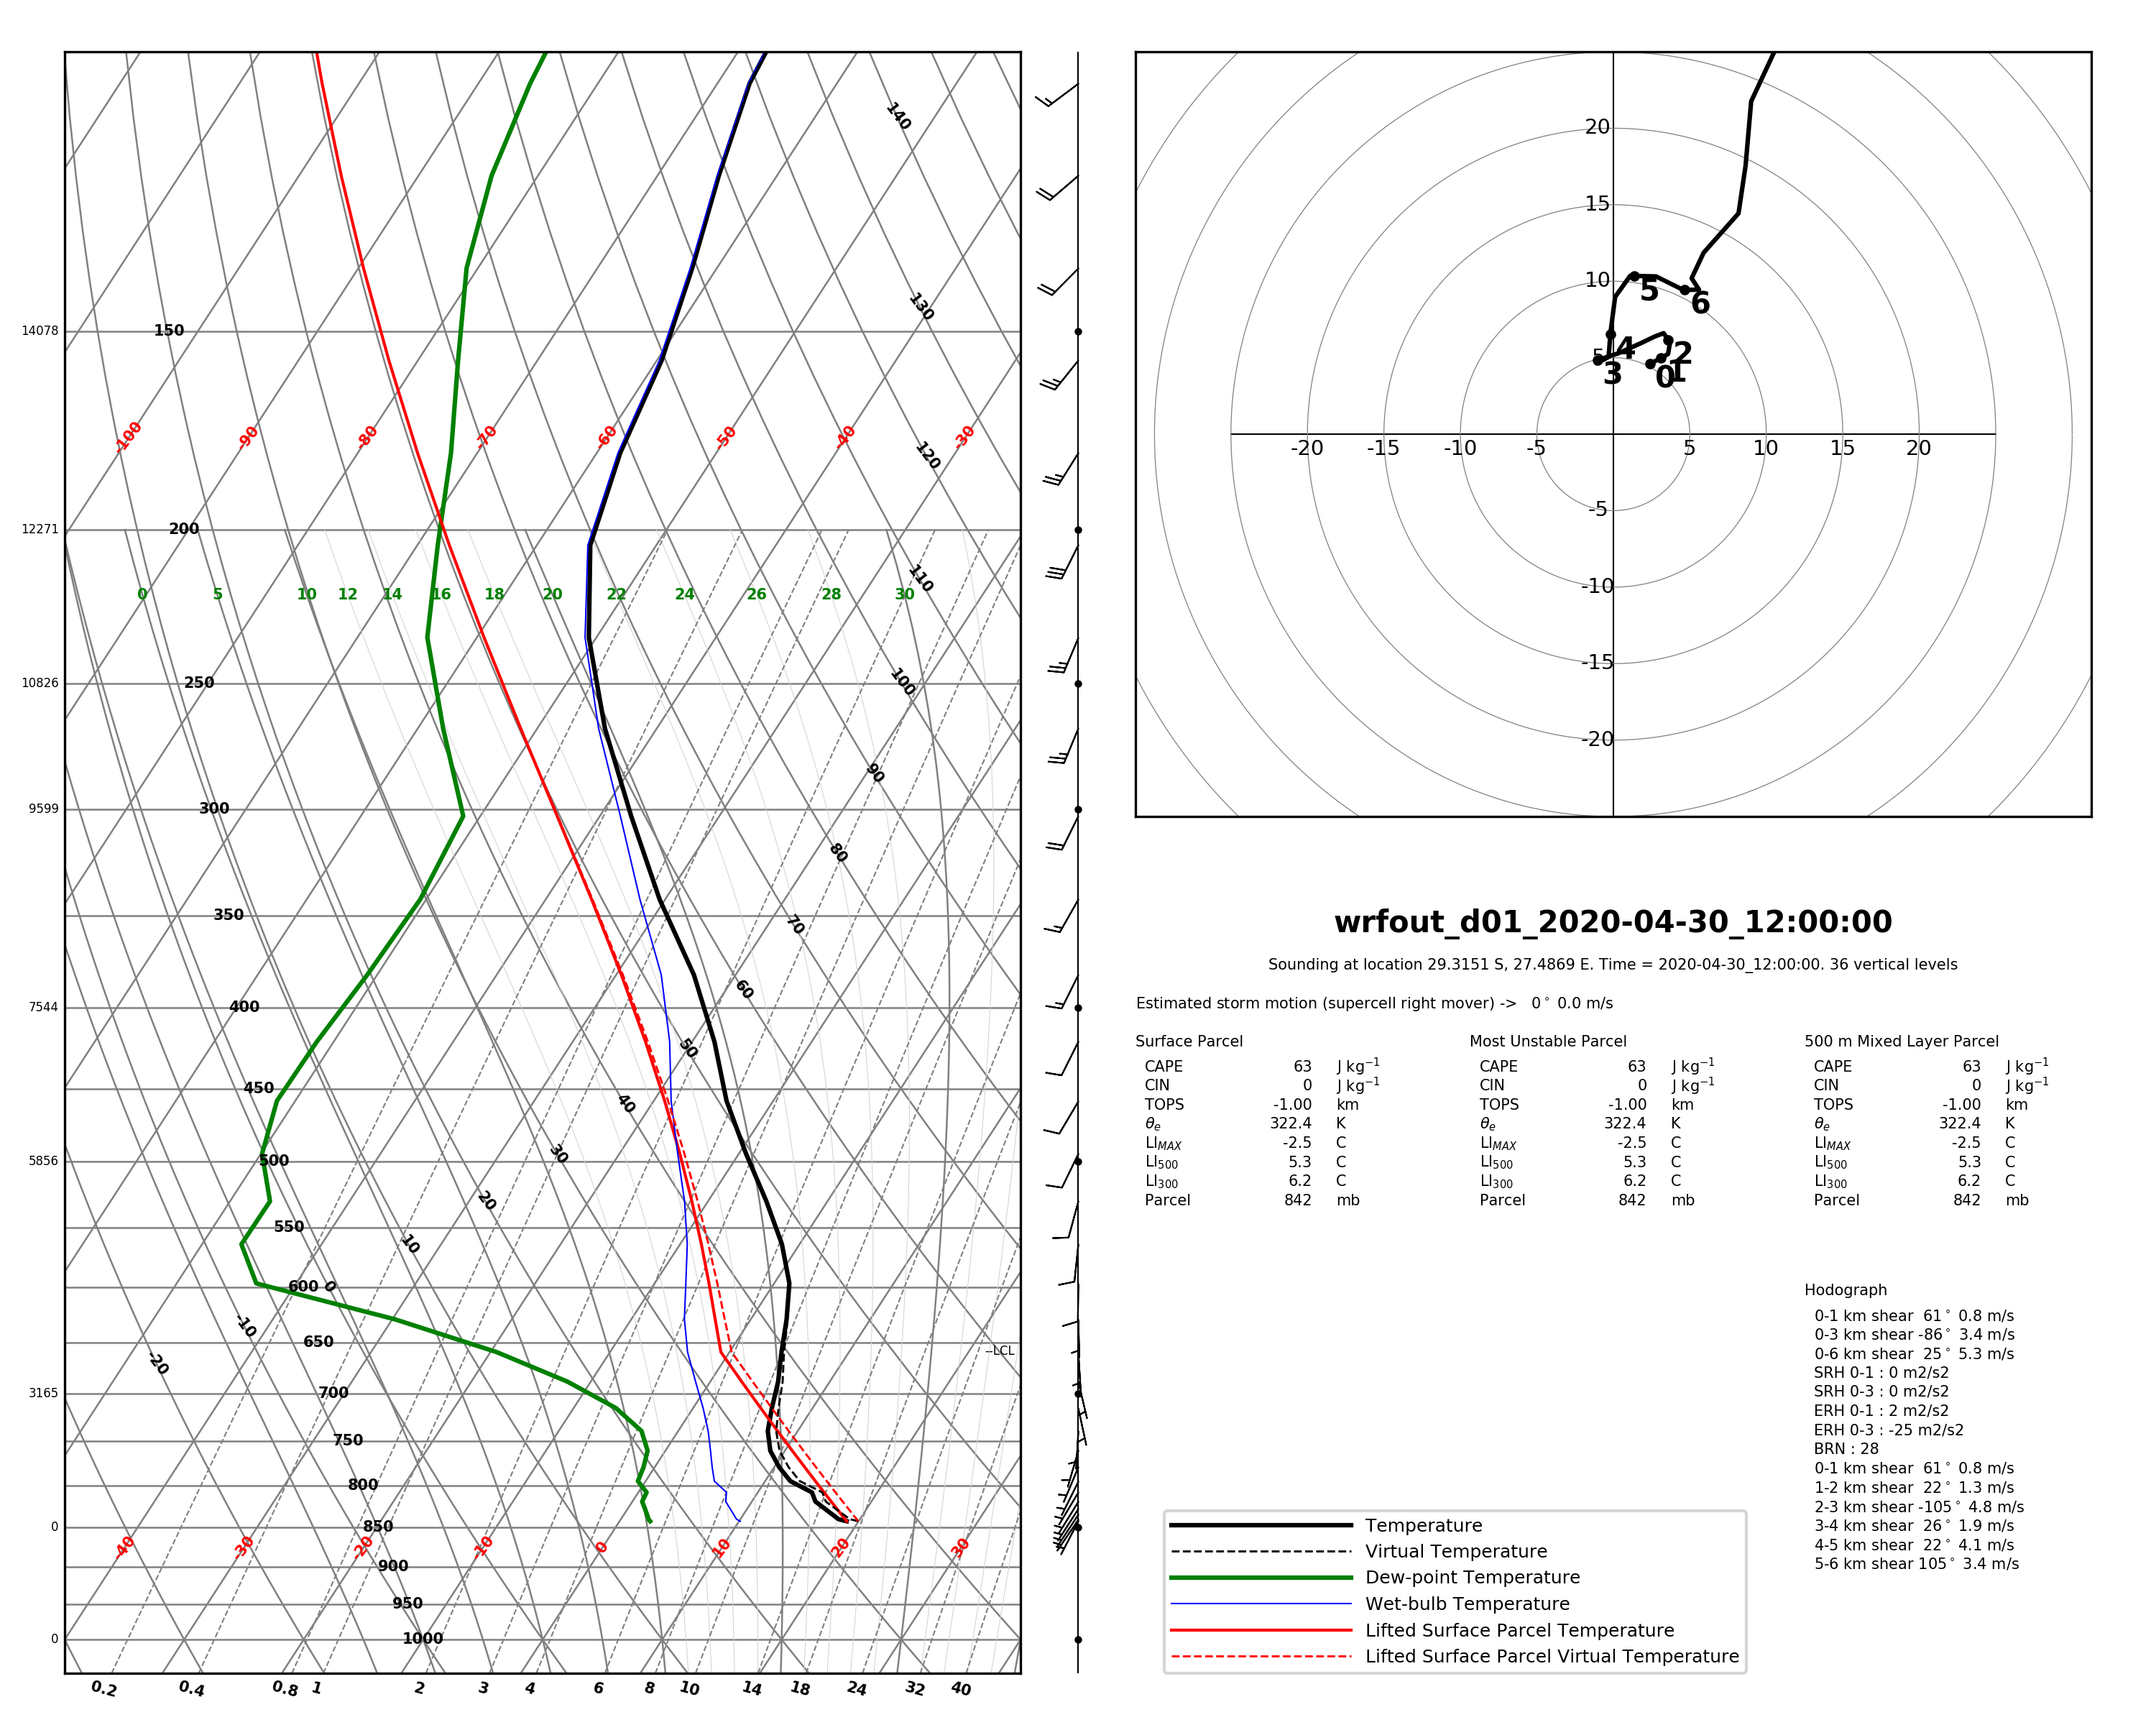 140
130
14078 150
-100 -90 -80 -70 -60 -50 -40 -30
120
12271 200
110
0 5 10 12 14 16 18 20 22 24 26 28 30
10826 250 100
90
9599 300
80
350 70
7544 400 60
50
450 40
5856 500 30
20
550 10
600 0
-10
650 --LCL
-20
3165 700
750
800
0 850
-40 -30 -20 -10 0 10 20 30
900
950
0 1000
0.2 0.4 0.8 1 2 3 4 6 8 10 14 18 24 32 40
20
15
10
5
-5
-10
-15
-20
-20 -15 -10 -5 5 10 15 20
0
1
2
3
4
5
6
wrfout_d01_2020-04-30_12:00:00
Sounding at location 29.3151 S, 27.4869 E. Time = 2020-04-30_12:00:00. 36 vertical levels
Estimated storm motion (supercell right mover) -> 0° 0.0 m/s
Surface Parcel
CAPE 63 J kg⁻¹
CIN 0 J kg⁻¹
TOPS -1.00 km
θe 322.4 K
LIMAX -2.5 C
LI500 5.3 C
LI300 6.2 C
Parcel 842 mb
Most Unstable Parcel
CAPE 63 J kg⁻¹
CIN 0 J kg⁻¹
TOPS -1.00 km
θe 322.4 K
LIMAX -2.5 C
LI500 5.3 C
LI300 6.2 C
Parcel 842 mb
500 m Mixed Layer Parcel
CAPE 63 J kg⁻¹
CIN 0 J kg⁻¹
TOPS -1.00 km
θe 322.4 K
LIMAX -2.5 C
LI500 5.3 C
LI300 6.2 C
Parcel 842 mb
Hodograph
0-1 km shear 61° 0.8 m/s
0-3 km shear -86° 3.4 m/s
0-6 km shear 25° 5.3 m/s
SRH 0-1 : 0 m2/s2
SRH 0-3 : 0 m2/s2
ERH 0-1 : 2 m2/s2
ERH 0-3 : -25 m2/s2
BRN : 28
0-1 km shear 61° 0.8 m/s
1-2 km shear 22° 1.3 m/s
2-3 km shear -105° 4.8 m/s
3-4 km shear 26° 1.9 m/s
4-5 km shear 22° 4.1 m/s
5-6 km shear 105° 3.4 m/s
Temperature
Virtual Temperature
Dew-point Temperature
Wet-bulb Temperature
Lifted Surface Parcel Temperature
Lifted Surface Parcel Virtual Temperature